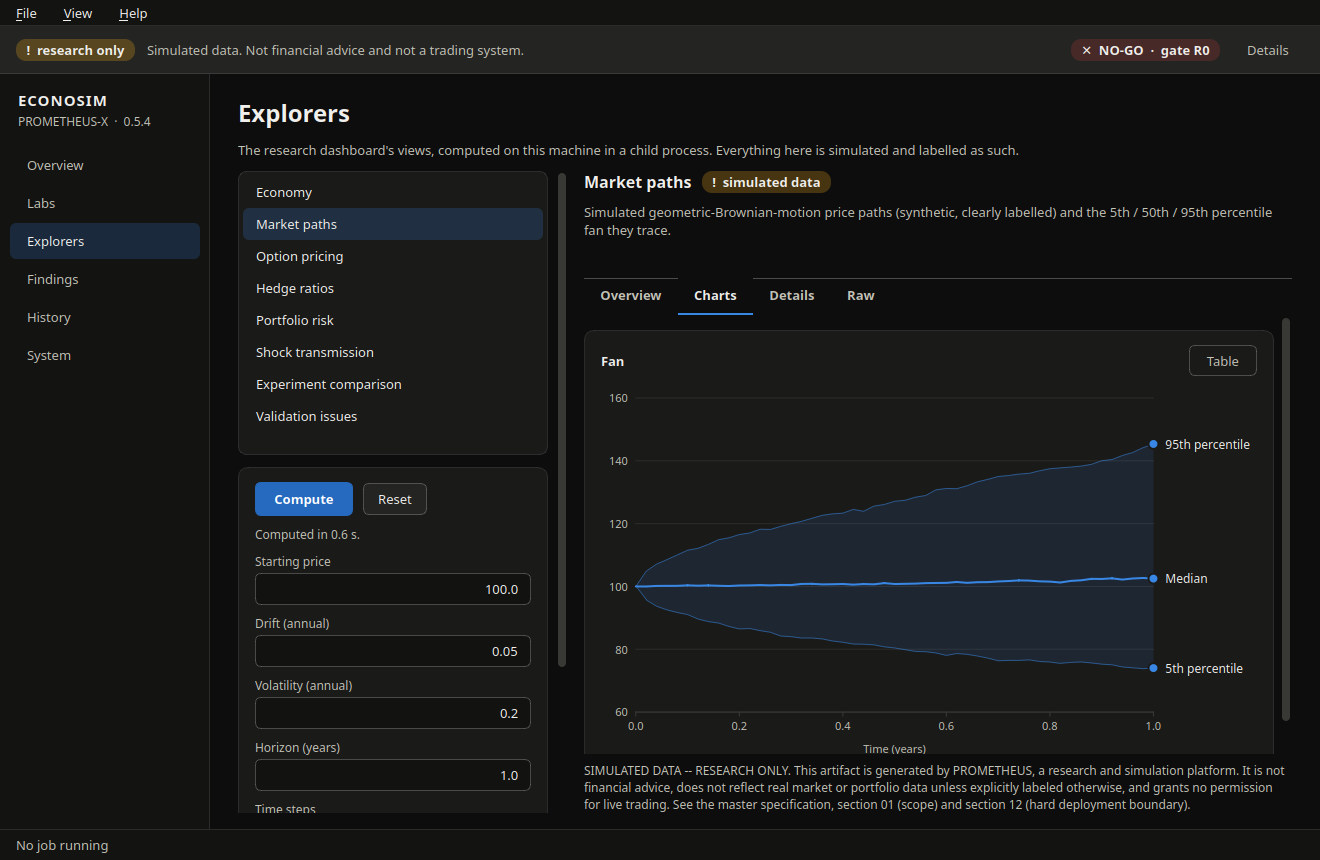 File View Help
! research only Simulated data. Not financial advice and not a trading system. × NO-GO · gate R0 Details
ECONOSIM
PROMETHEUS-X · 0.5.4
Overview
Labs
Explorers
Findings
History
System
Explorers
The research dashboard's views, computed on this machine in a child process. Everything here is simulated and labelled as such.
Economy
Market paths
Option pricing
Hedge ratios
Portfolio risk
Shock transmission
Experiment comparison
Validation issues
Compute Reset
Computed in 0.6 s.
Starting price
100.0
Drift (annual)
0.05
Volatility (annual)
0.2
Horizon (years)
1.0
Time steps
Market paths ! simulated data
Simulated geometric-Brownian-motion price paths (synthetic, clearly labelled) and the 5th / 50th / 95th percentile
fan they trace.
Overview Charts Details Raw
Fan Table
160
140
120
100
80
60
95th percentile
Median
5th percentile
0.0 0.2 0.4 0.6 0.8 1.0
Time (years)
SIMULATED DATA -- RESEARCH ONLY. This artifact is generated by PROMETHEUS, a research and simulation platform. It is not
financial advice, does not reflect real market or portfolio data unless explicitly labeled otherwise, and grants no permission
for live trading. See the master specification, section 01 (scope) and section 12 (hard deployment boundary).
No job running